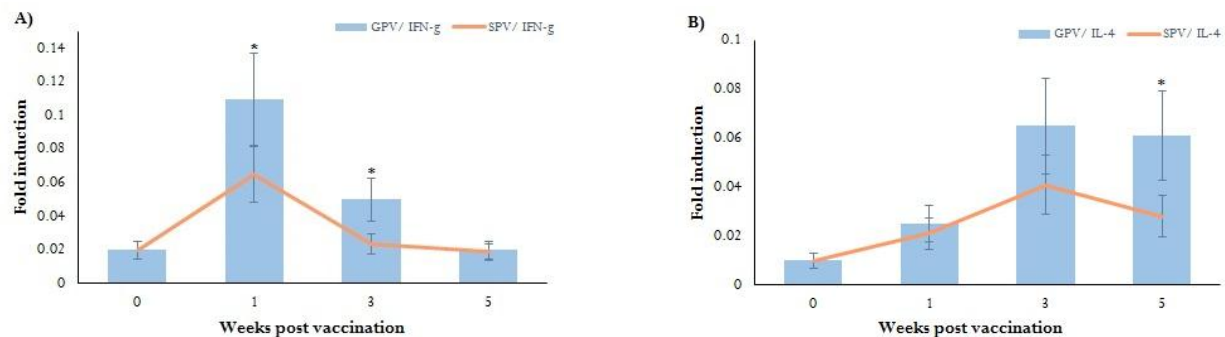 A)
GPV/ IFN-g SPV/ IFN-g
0.14
0.12
0.1
0.08
0.06
0.04
0.02
0
Fold induction
*
*
0 1 3 5
Weeks post vaccination
B)
GPV/ IL-4 SPV/ IL-4
0.1
0.08
0.06
0.04
0.02
0
Fold induction
*
0 1 3 5
Weeks post vaccination